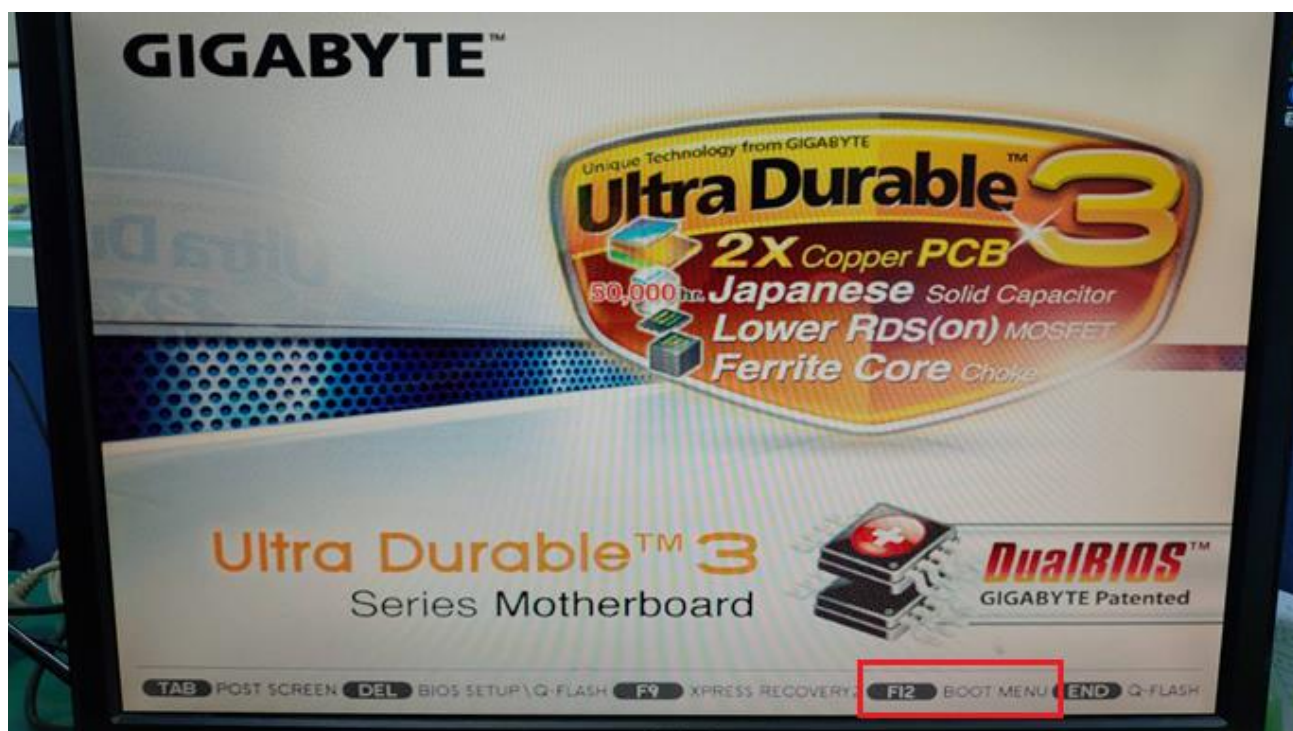 GIGABYTE™
Unique Technology from GIGABYTE
Ultra Durable™ 3
2X Copper PCB
50,000hr. Japanese Solid Capacitor
Lower RDS(on) MOSFET
Ferrite Core Choke
Ultra Durable™ 3
Series Motherboard
DualBIOS™
GIGABYTE Patented
TAB POST SCREEN DEL BIOS SETUP\Q-FLASH F9 XPRESS RECOVERY2 F12 BOOT MENU END Q-FLASH